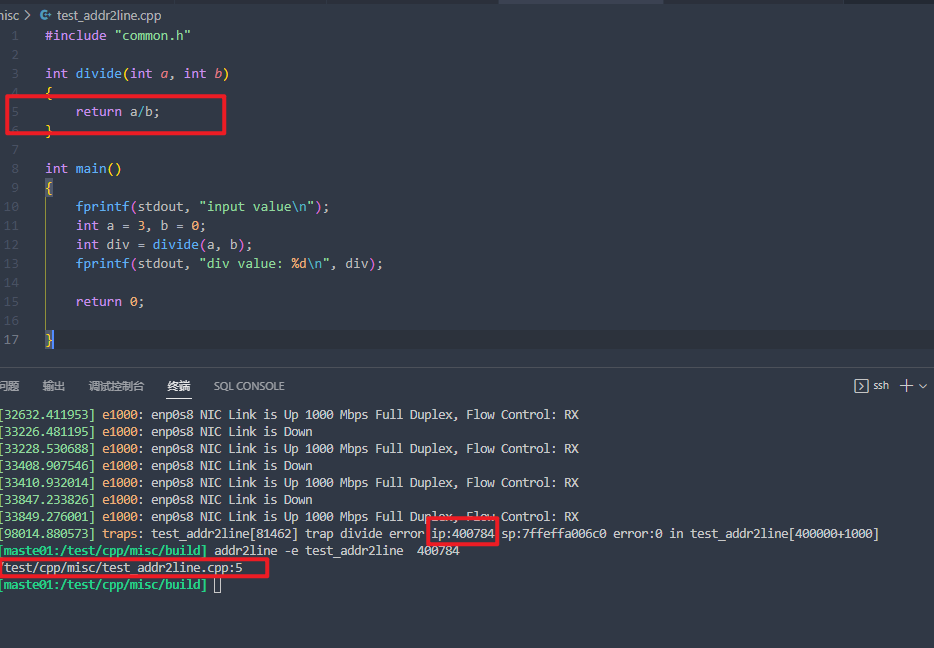 misc > test_addr2line.cpp
1 #include "common.h"
2
3 int divide(int a, int b)
4 {
5 return a/b;
6 }
7
8 int main()
9 {
10 fprintf(stdout, "input value\n");
11 int a = 3, b = 0;
12 int div = divide(a, b);
13 fprintf(stdout, "div value: %d\n", div);
14
15 return 0;
16
17 }
问题 输出 调试控制台 终端 SQL CONSOLE ssh
[32632.411953] e1000: enp0s8 NIC Link is Up 1000 Mbps Full Duplex, Flow Control: RX
[33226.481195] e1000: enp0s8 NIC Link is Down
[33228.530688] e1000: enp0s8 NIC Link is Up 1000 Mbps Full Duplex, Flow Control: RX
[33408.907546] e1000: enp0s8 NIC Link is Down
[33410.932014] e1000: enp0s8 NIC Link is Up 1000 Mbps Full Duplex, Flow Control: RX
[33847.233826] e1000: enp0s8 NIC Link is Down
[33849.276001] e1000: enp0s8 NIC Link is Up 1000 Mbps Full Duplex, Flow Control: RX
[98014.880573] traps: test_addr2line[81462] trap divide error ip:400784 sp:7ffeffa006c0 error:0 in test_addr2line[400000+1000]
[maste01:/test/cpp/misc/build] addr2line -e test_addr2line 400784
/test/cpp/misc/test_addr2line.cpp:5
[maste01:/test/cpp/misc/build]